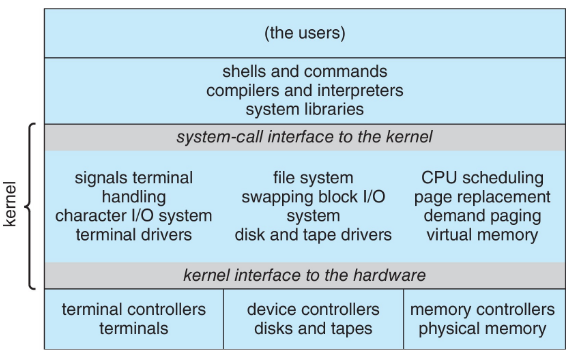 (the users)
shells and commands
compilers and interpreters
system libraries
system-call interface to the kernel
kernel
signals terminal
handling
character I/O system
terminal drivers
file system
swapping block I/O
system
disk and tape drivers
CPU scheduling
page replacement
demand paging
virtual memory
kernel interface to the hardware
terminal controllers
terminals
device controllers
disks and tapes
memory controllers
physical memory